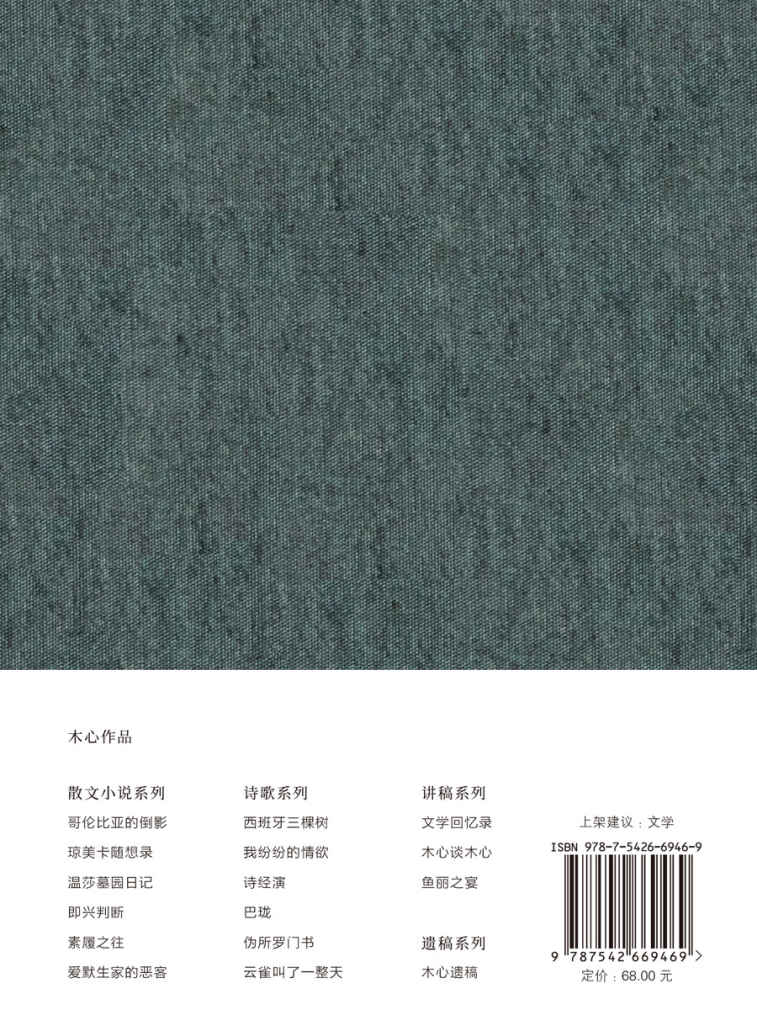 木心作品
散文小说系列
哥伦比亚的倒影
琼美卡随想录
温莎墓园日记
即兴判断
素履之往
爱默生家的恶客
诗歌系列
西班牙三棵树
我纷纷的情欲
诗经演
巴珑
伪所罗门书
云雀叫了一整天
讲稿系列
文学回忆录
木心谈木心
鱼丽之宴
遗稿系列
木心遗稿
上架建议：文学
ISBN 978-7-5426-6946-9
9 787542 669469 >
定价：68.00 元